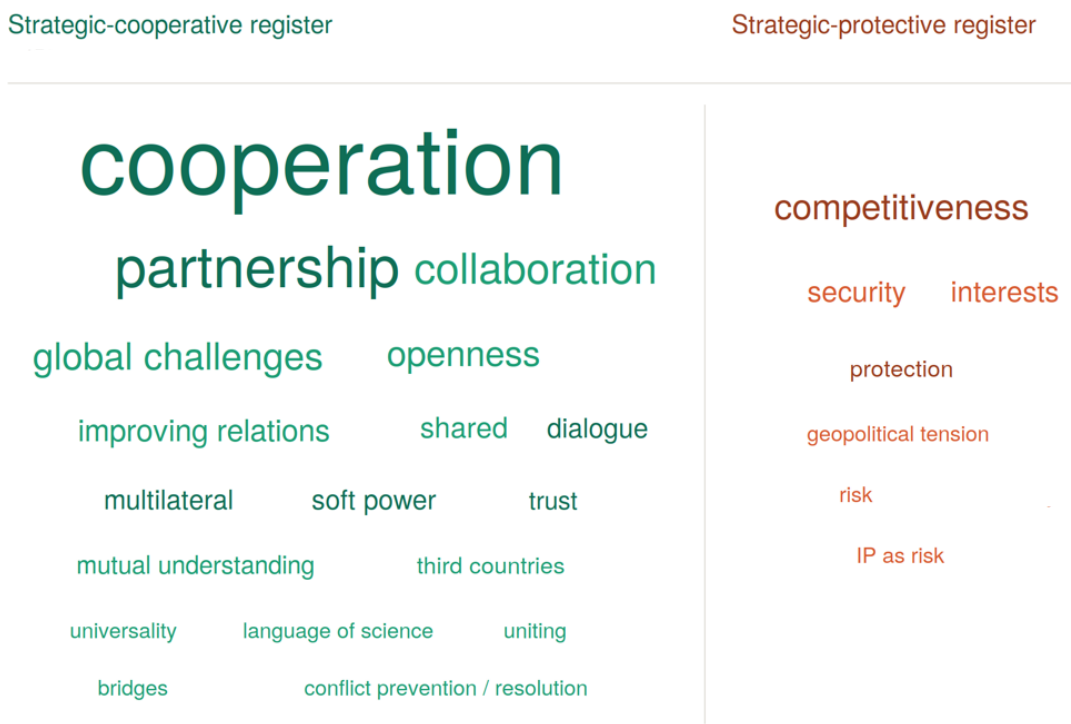 Strategic-cooperative register
Strategic-protective register
cooperation
partnership collaboration
global challenges openness
improving relations shared dialogue
multilateral soft power trust
mutual understanding third countries
universality language of science uniting
bridges conflict prevention / resolution
competitiveness
security interests
protection
geopolitical tension
risk
IP as risk